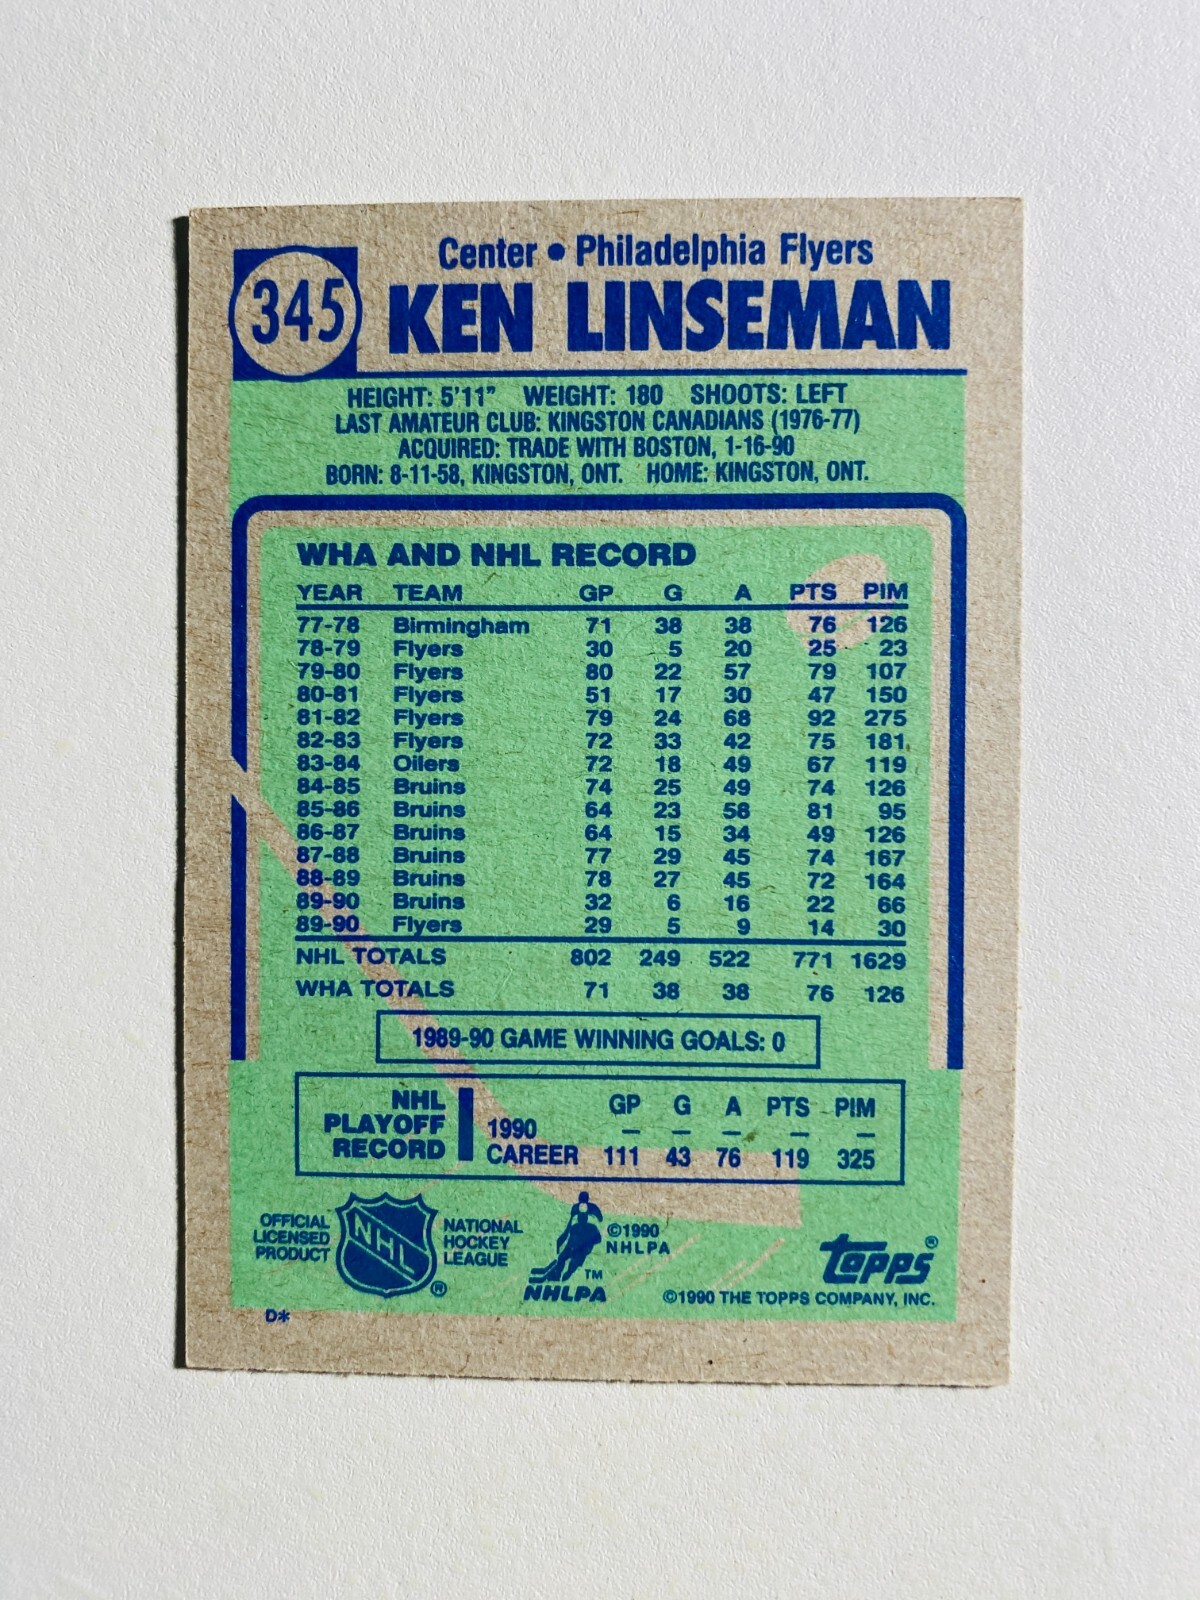 345
Center • Philadelphia Flyers
KEN LINSEMAN
HEIGHT: 5'11" WEIGHT: 180 SHOOTS: LEFT
LAST AMATEUR CLUB: KINGSTON CANADIANS (1976-77)
ACQUIRED: TRADE WITH BOSTON, 1-16-90
BORN: 8-11-58, KINGSTON, ONT. HOME: KINGSTON, ONT.
WHA AND NHL RECORD
YEAR TEAM GP G A PTS PIM
77-78 Birmingham 71 38 38 76 126
78-79 Flyers 30 5 20 25 23
79-80 Flyers 80 22 57 79 107
80-81 Flyers 51 17 30 47 150
81-82 Flyers 79 24 68 92 275
82-83 Flyers 72 33 42 75 181
83-84 Oilers 72 18 49 67 119
84-85 Bruins 74 25 49 74 126
85-86 Bruins 64 23 58 81 95
86-87 Bruins 64 15 34 49 126
87-88 Bruins 77 29 45 74 167
88-89 Bruins 78 27 45 72 164
89-90 Bruins 32 6 16 22 66
89-90 Flyers 29 5 9 14 30
NHL TOTALS 802 249 522 771 1629
WHA TOTALS 71 38 38 76 126
1989-90 GAME WINNING GOALS: 0
NHL PLAYOFF RECORD
GP G A PTS PIM
1990 – – – – –
CAREER 111 43 76 119 325
OFFICIAL
LICENSED
PRODUCT
NHL
®
NATIONAL
HOCKEY
LEAGUE
TM
NHLPA
©1990
NHLPA
topps®
©1990 THE TOPPS COMPANY, INC.
D*